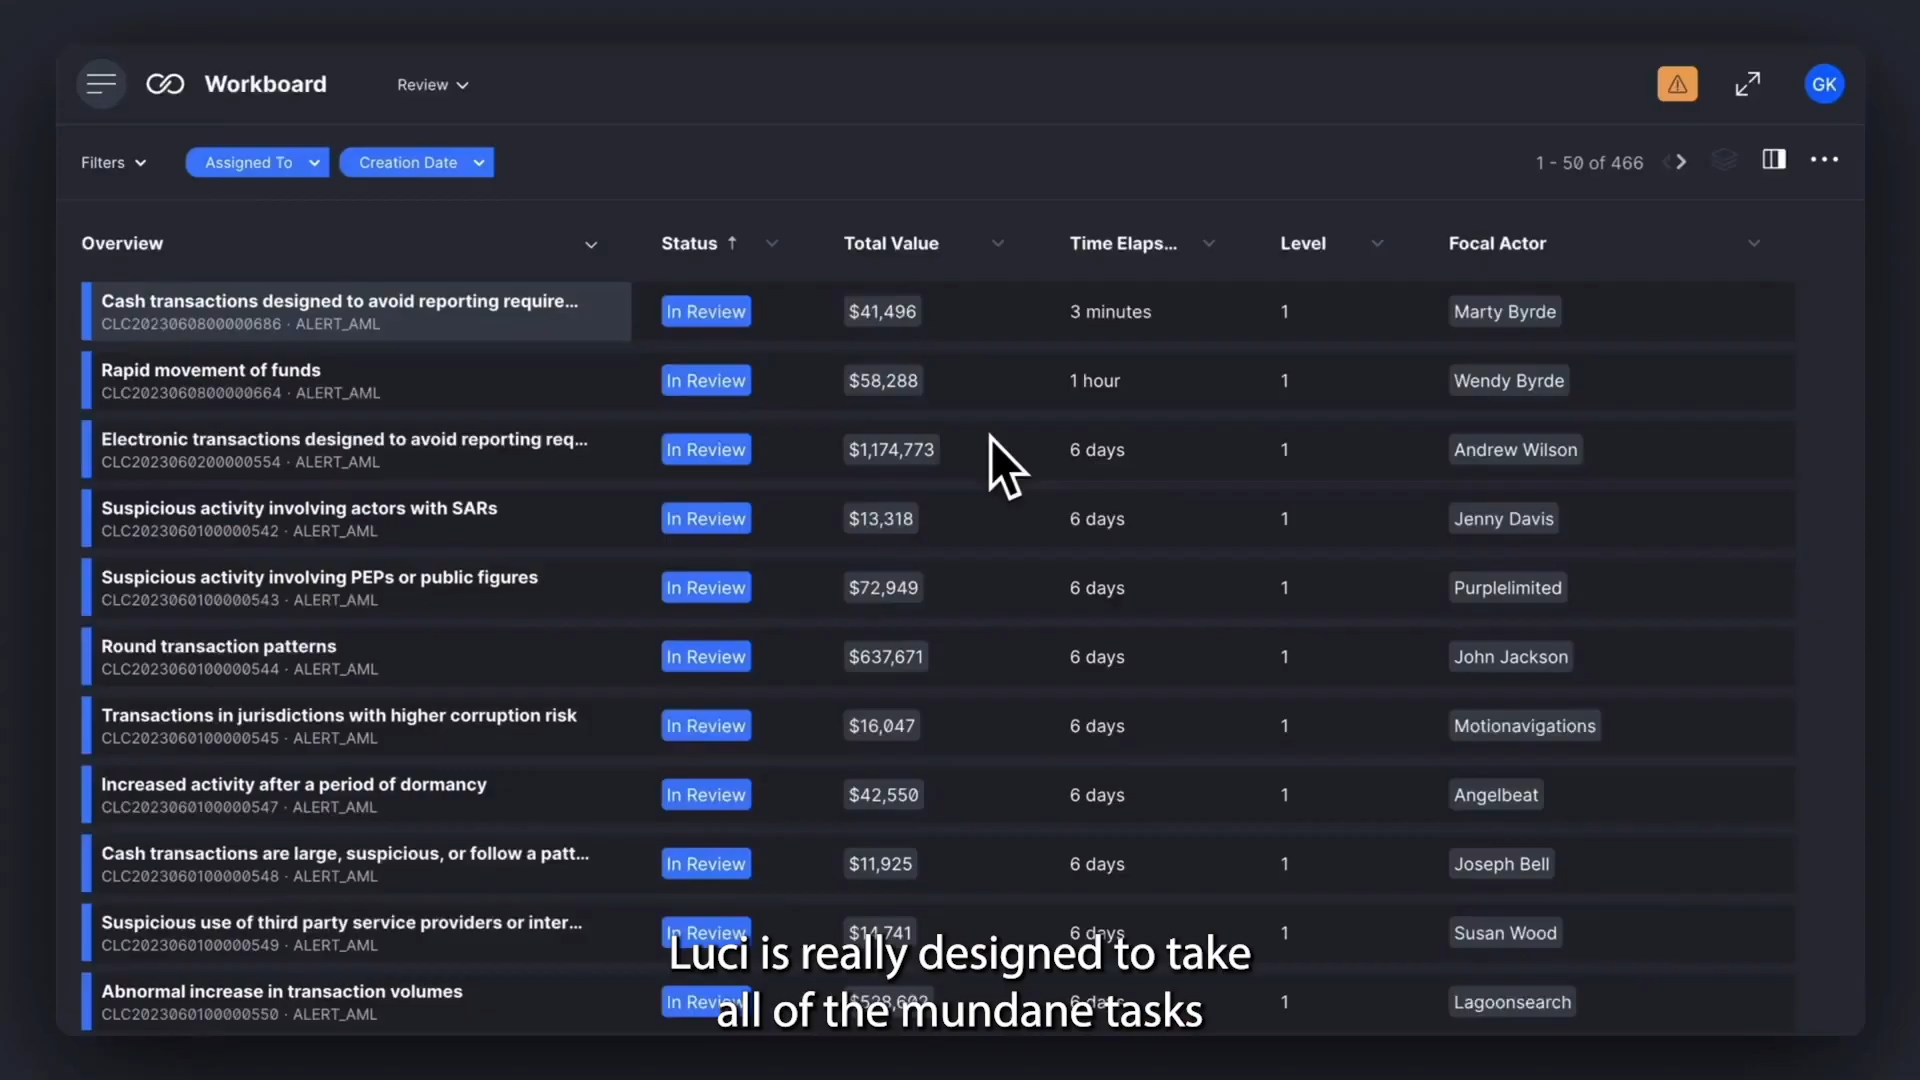 Workboard
Review
GK
Filters
Assigned To
Creation Date
1 - 50 of 466
Overview
Status ↑
Total Value
Time Elaps...
Level
Focal Actor
Cash transactions designed to avoid reporting require...
CLC2023060800000686 · ALERT_AML
In Review
$41,496
3 minutes
1
Marty Byrde
Rapid movement of funds
CLC2023060800000664 · ALERT_AML
In Review
$58,288
1 hour
1
Wendy Byrde
Electronic transactions designed to avoid reporting req...
CLC2023060200000554 · ALERT_AML
In Review
$1,174,773
6 days
1
Andrew Wilson
Suspicious activity involving actors with SARs
CLC2023060100000542 · ALERT_AML
In Review
$13,318
6 days
1
Jenny Davis
Suspicious activity involving PEPs or public figures
CLC2023060100000543 · ALERT_AML
In Review
$72,949
6 days
1
Purplelimited
Round transaction patterns
CLC2023060100000544 · ALERT_AML
In Review
$637,671
6 days
1
John Jackson
Transactions in jurisdictions with higher corruption risk
CLC2023060100000545 · ALERT_AML
In Review
$16,047
6 days
1
Motionavigations
Increased activity after a period of dormancy
CLC2023060100000547 · ALERT_AML
In Review
$42,550
6 days
1
Angelbeat
Cash transactions are large, suspicious, or follow a patt...
CLC2023060100000548 · ALERT_AML
In Review
$11,925
6 days
1
Joseph Bell
Suspicious use of third party service providers or inter...
CLC2023060100000549 · ALERT_AML
In Review
$14,741
6 days
1
Susan Wood
Abnormal increase in transaction volumes
CLC2023060100000550 · ALERT_AML
In Review
6 days
1
Lagoonsearch
Luci is really designed to take
all of the mundane tasks